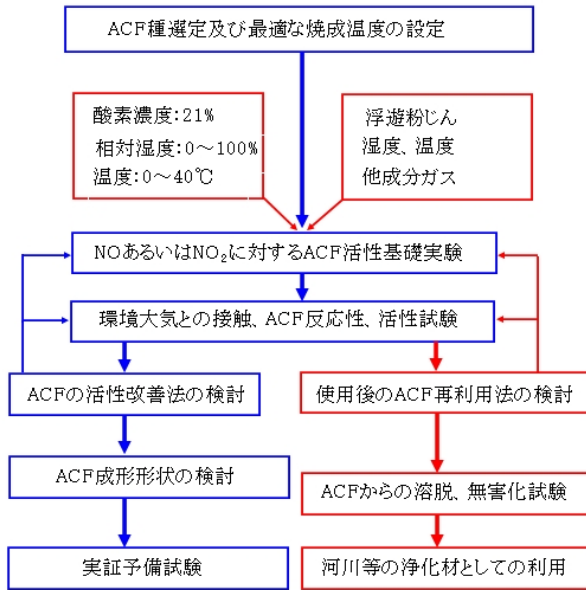 ACF種選定及び最適な焼成温度の設定
酸素濃度:21%
相対湿度:0～100%
温度:0～40℃
浮遊粉じん
湿度、温度
他成分ガス
NOあるいはNO₂に対するACF活性基礎実験
環境大気との接触、ACF反応性、活性試験
ACFの活性改善法の検討
使用後のACF再利用法の検討
ACF成形形状の検討
ACFからの溶脱、無害化試験
実証予備試験
河川等の浄化材としての利用